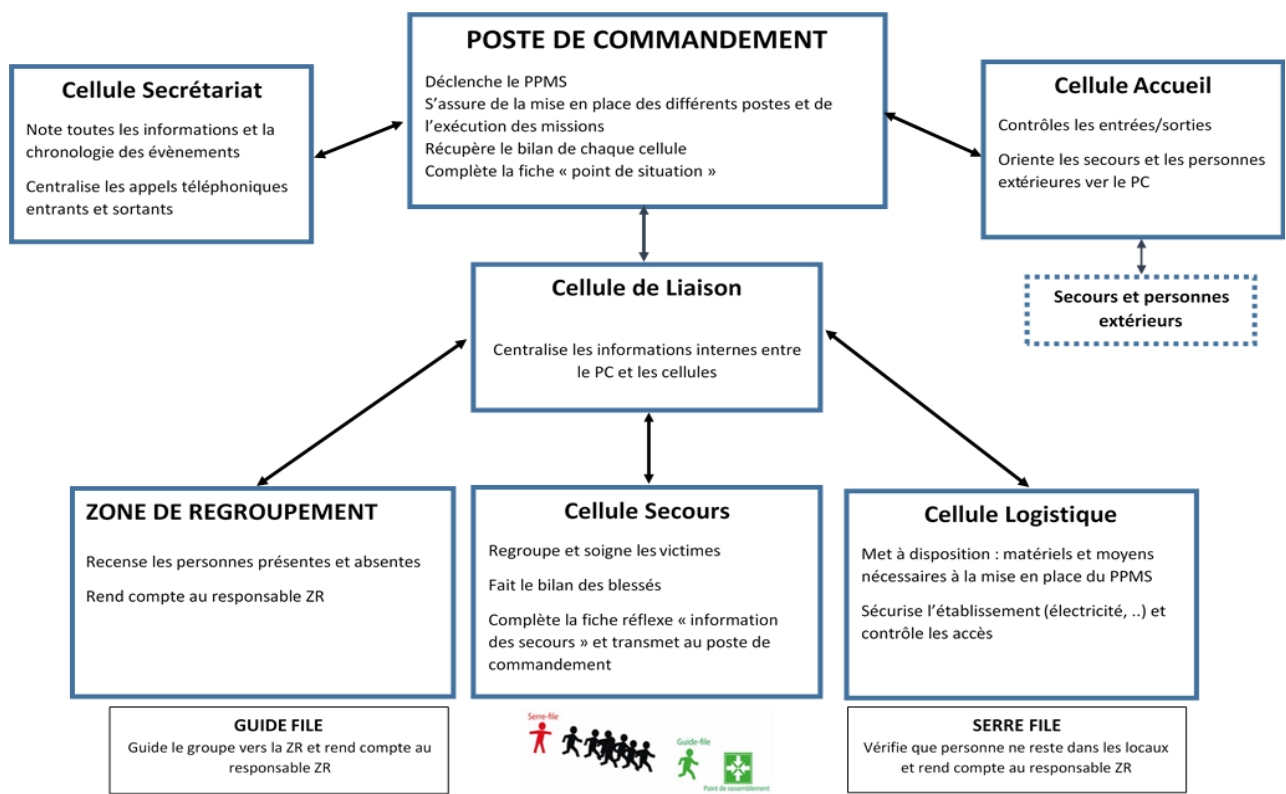 POSTE DE COMMANDEMENT
Déclenche le PPMS
S'assure de la mise en place des différents postes et de
l'exécution des missions
Récupère le bilan de chaque cellule
Complète la fiche « point de situation »
Cellule Secrétariat
Note toutes les informations et la
chronologie des évènements
Centralise les appels téléphoniques
entrants et sortants
Cellule Accueil
Contrôles les entrées/sorties
Oriente les secours et les personnes
extérieures ver le PC
Secours et personnes
extérieurs
Cellule de Liaison
Centralise les informations internes entre
le PC et les cellules
ZONE DE REGROUPEMENT
Recense les personnes présentes et absentes
Rend compte au responsable ZR
Cellule Secours
Regroupe et soigne les victimes
Fait le bilan des blessés
Complète la fiche réflexe « information
des secours » et transmet au poste de
commandement
Cellule Logistique
Met à disposition : matériels et moyens
nécessaires à la mise en place du PPMS
Sécurise l'établissement (électricité, ..) et
contrôle les accès
GUIDE FILE
Guide le groupe vers la ZR et rend compte au
responsable ZR
Serre-file
Guide-file
Point de rassemblement
SERRE FILE
Vérifie que personne ne reste dans les locaux
et rend compte au responsable ZR